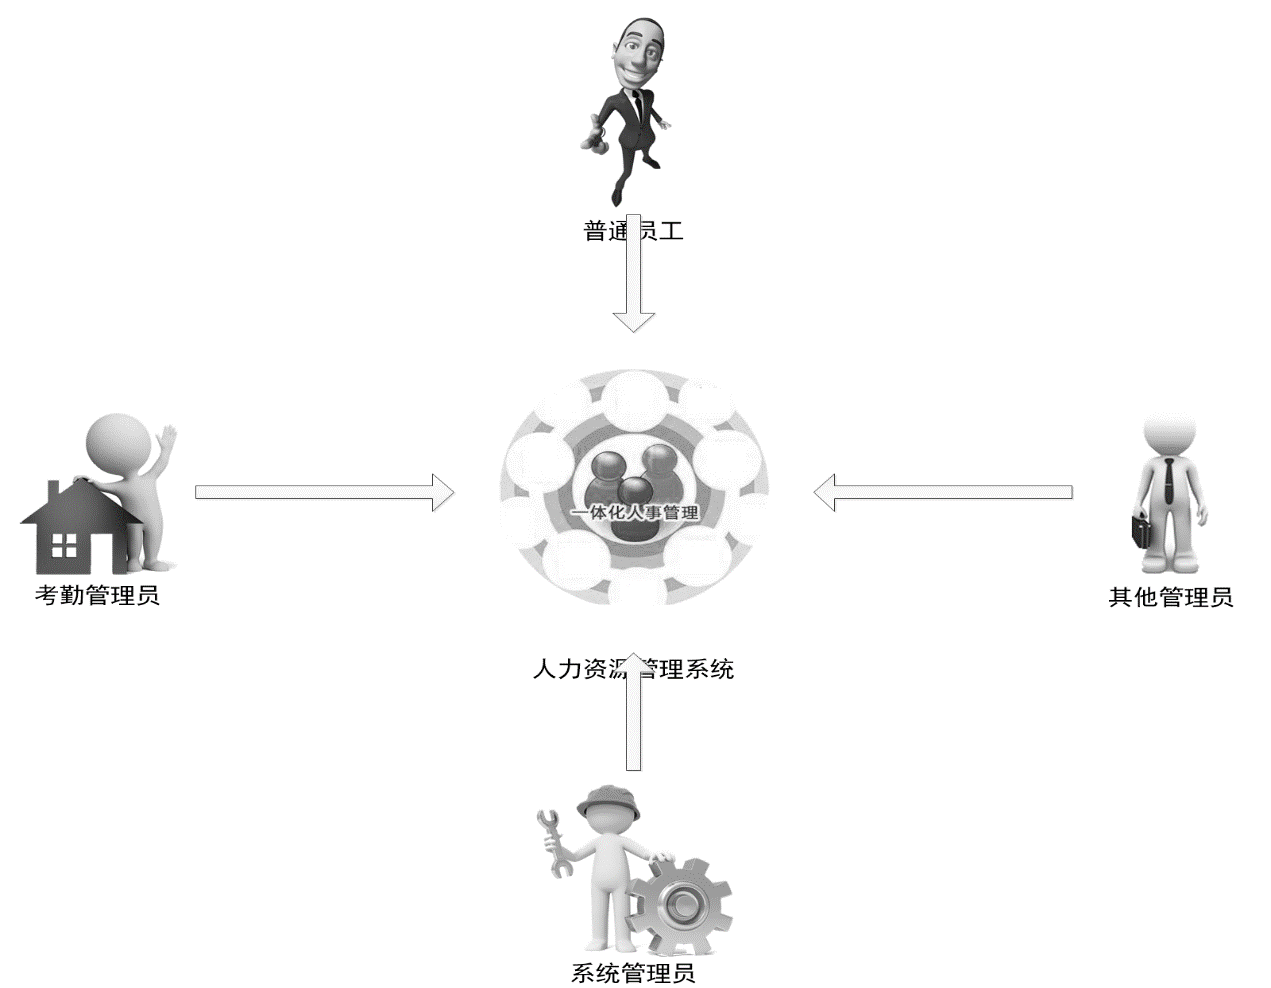 普通员工
一体化人事管理
考勤管理员
其他管理员
人力资源管理系统
系统管理员